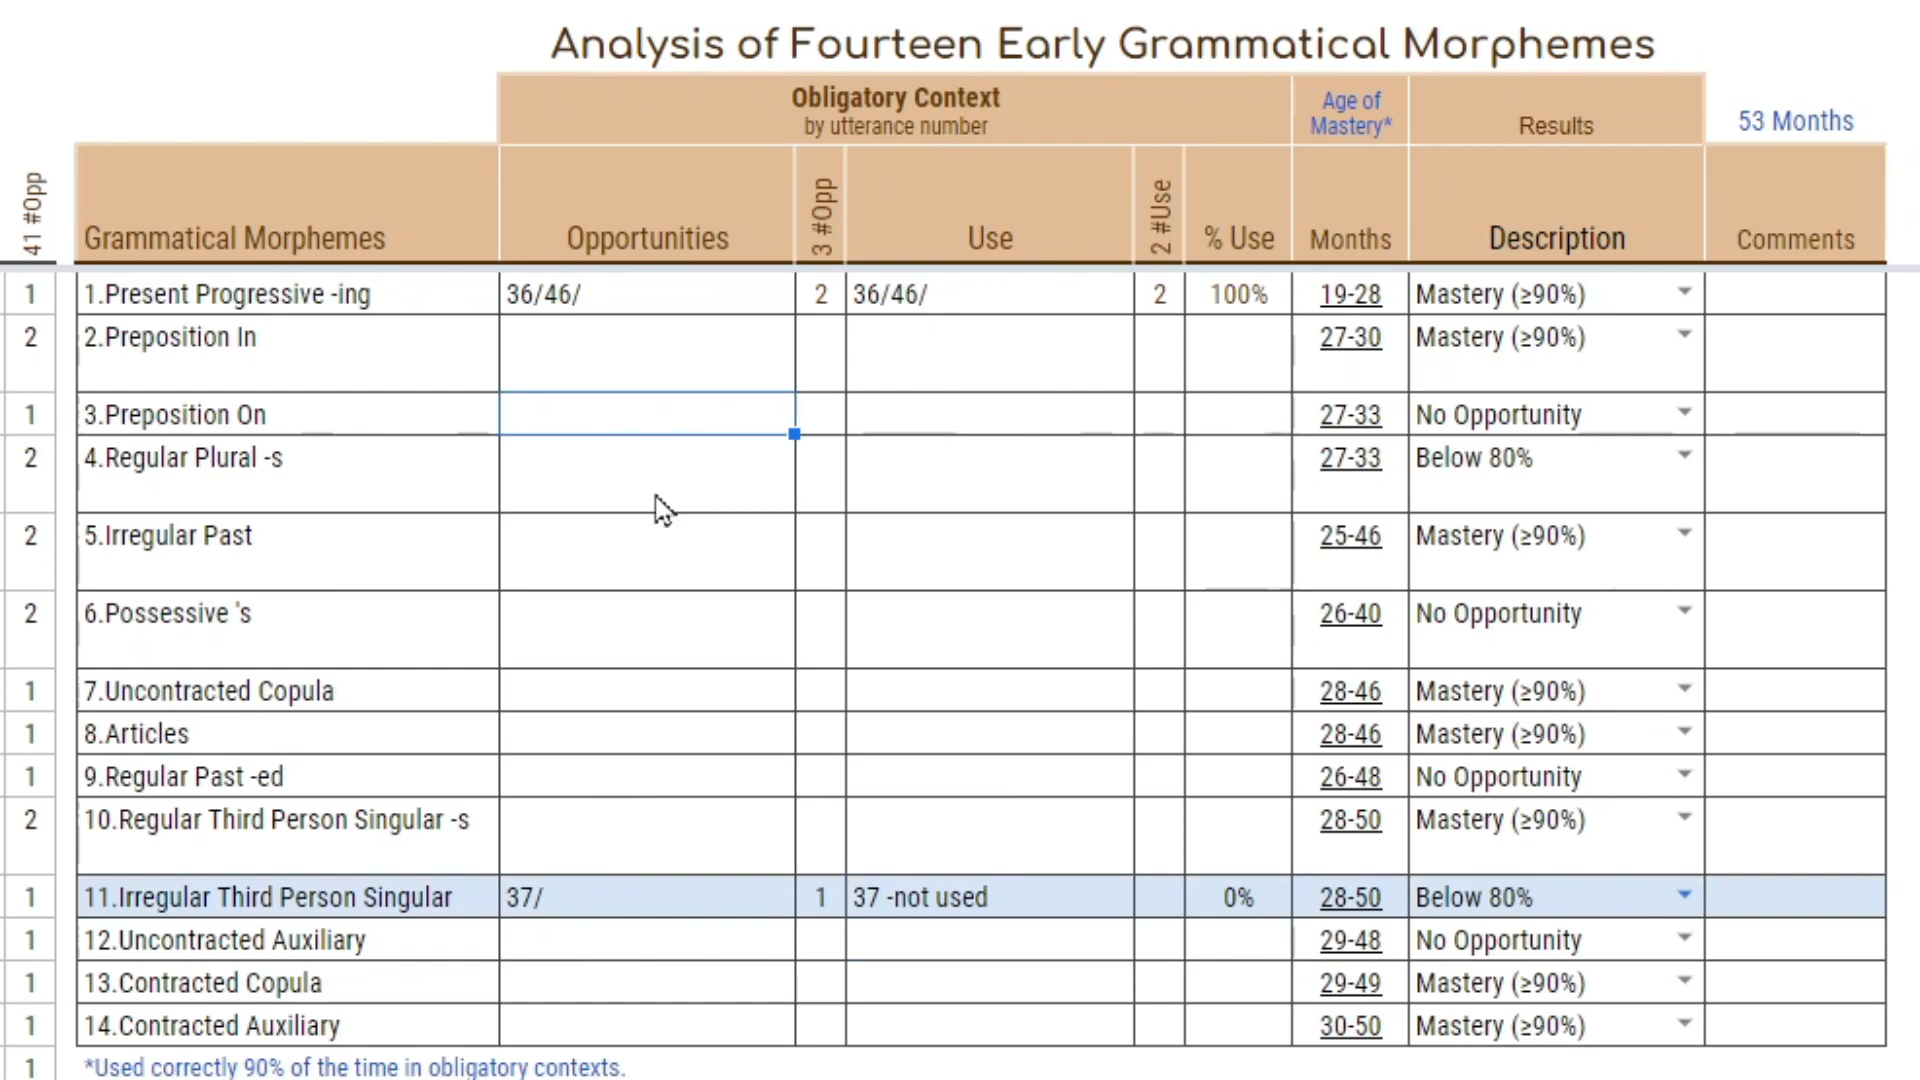 Analysis of Fourteen Early Grammatical Morphemes
Obligatory Context
by utterance number
Age of
Mastery*
Results
53 Months
41 #Opp
Grammatical Morphemes
Opportunities
3 #Opp
Use
2 #Use
% Use
Months
Description
Comments
1 1.Present Progressive -ing 36/46/ 2 36/46/ 2 100% 19-28 Mastery (≥90%)
2 2.Preposition In 27-30 Mastery (≥90%)
1 3.Preposition On 27-33 No Opportunity
2 4.Regular Plural -s 27-33 Below 80%
2 5.Irregular Past 25-46 Mastery (≥90%)
2 6.Possessive 's 26-40 No Opportunity
1 7.Uncontracted Copula 28-46 Mastery (≥90%)
1 8.Articles 28-46 Mastery (≥90%)
1 9.Regular Past -ed 26-48 No Opportunity
2 10.Regular Third Person Singular -s 28-50 Mastery (≥90%)
1 11.Irregular Third Person Singular 37/ 1 37 -not used 0% 28-50 Below 80%
1 12.Uncontracted Auxiliary 29-48 No Opportunity
1 13.Contracted Copula 29-49 Mastery (≥90%)
1 14.Contracted Auxiliary 30-50 Mastery (≥90%)
1 *Used correctly 90% of the time in obligatory contexts.